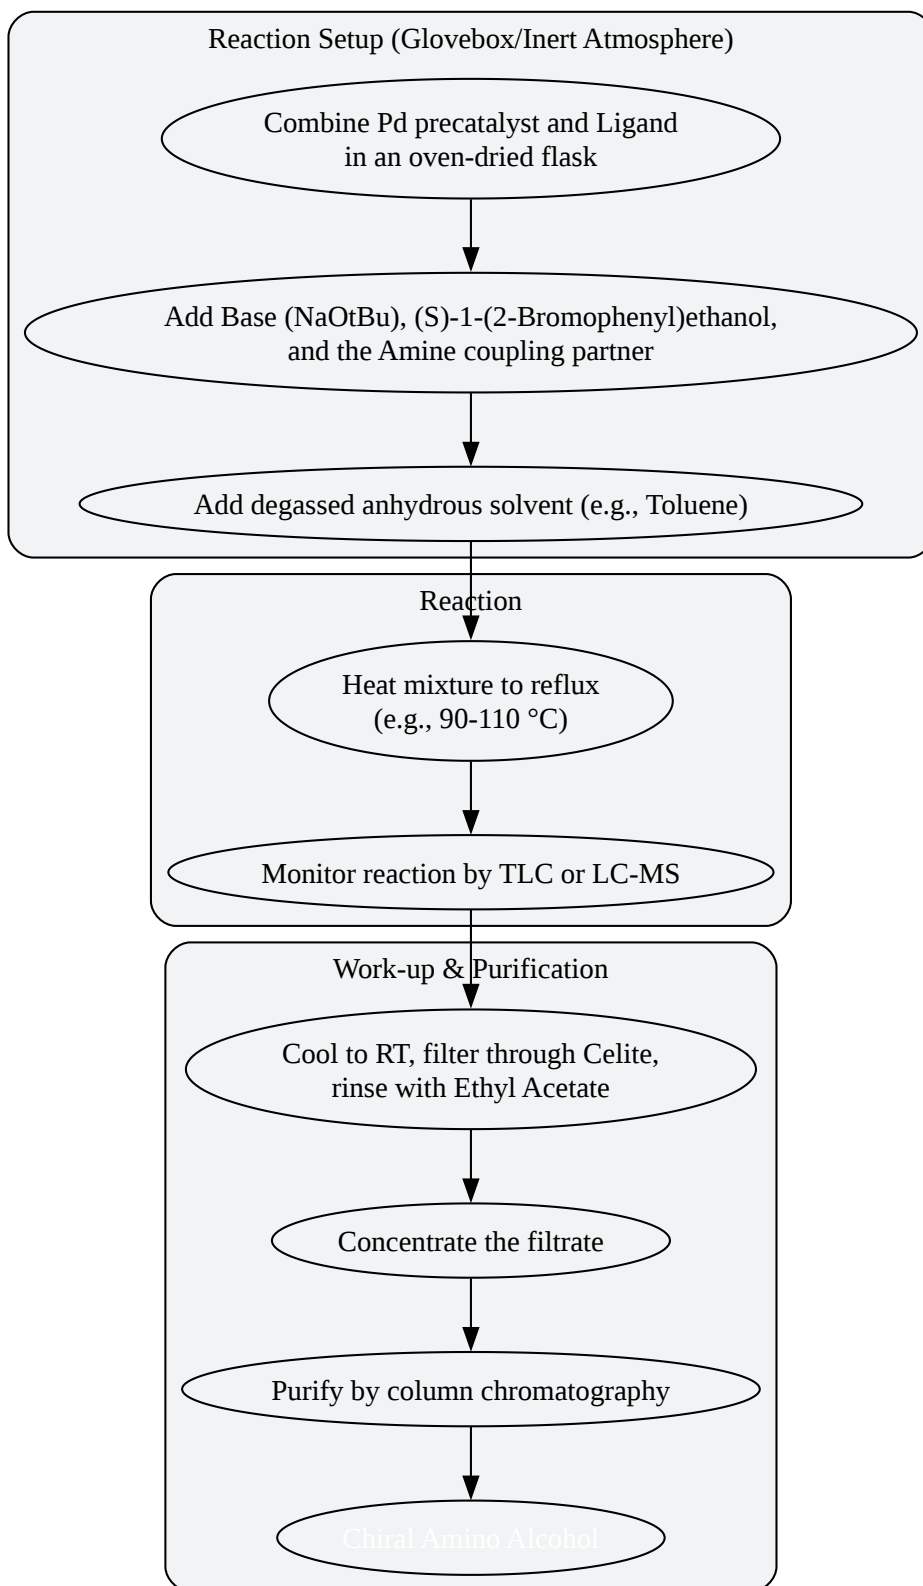 Reaction Setup (Glovebox/Inert Atmosphere)
Combine Pd precatalyst and Ligand
in an oven-dried flask
Add Base (NaOtBu), (S)-1-(2-Bromophenyl)ethanol,
and the Amine coupling partner
Add degassed anhydrous solvent (e.g., Toluene)
Reaction
Heat mixture to reflux
(e.g., 90-110 °C)
Monitor reaction by TLC or LC-MS
Work-up & Purification
Cool to RT, filter through Celite,
rinse with Ethyl Acetate
Concentrate the filtrate
Purify by column chromatography
Chiral Amino Alcohol